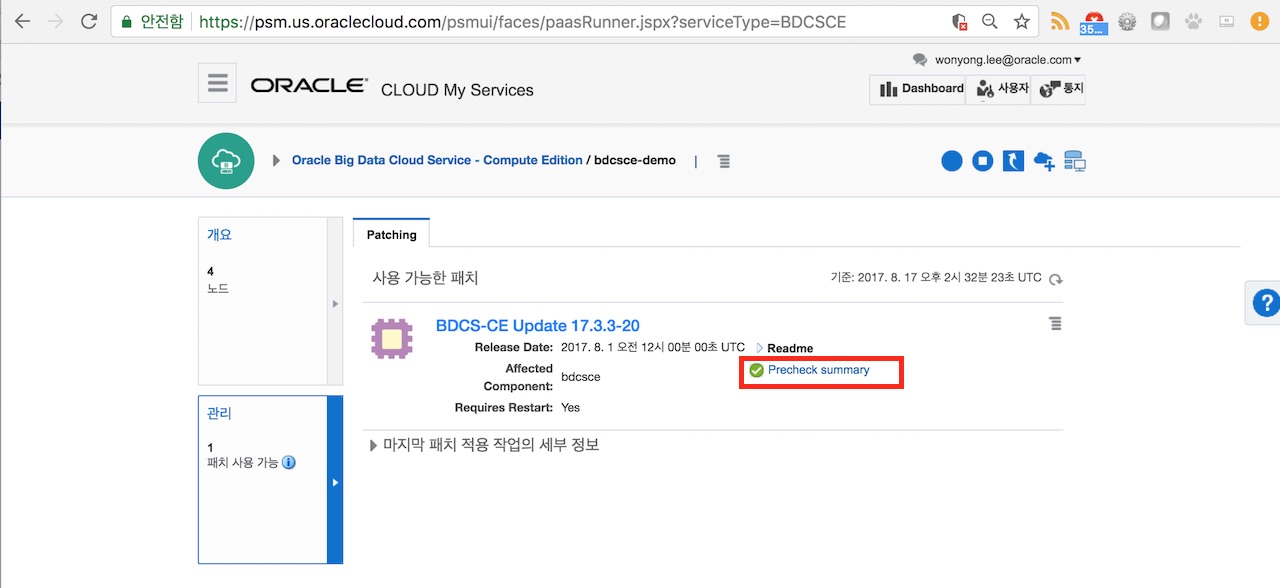 안전함 https://psm.us.oraclecloud.com/psmui/faces/paasRunner.jspx?serviceType=BDCSCE
35...
wonyong.lee@oracle.com
ORACLE CLOUD My Services
Dashboard 사용자 통지
Oracle Big Data Cloud Service - Compute Edition / bdcsce-demo |
개요
4
노드
관리
1
패치 사용 가능
Patching
사용 가능한 패치
기준: 2017. 8. 17 오후 2시 32분 23초 UTC
BDCS-CE Update 17.3.3-20
Release Date: 2017. 8. 1 오전 12시 00분 00초 UTC
Readme
Affected Component: bdcsce
Precheck summary
Requires Restart: Yes
마지막 패치 적용 작업의 세부 정보
?